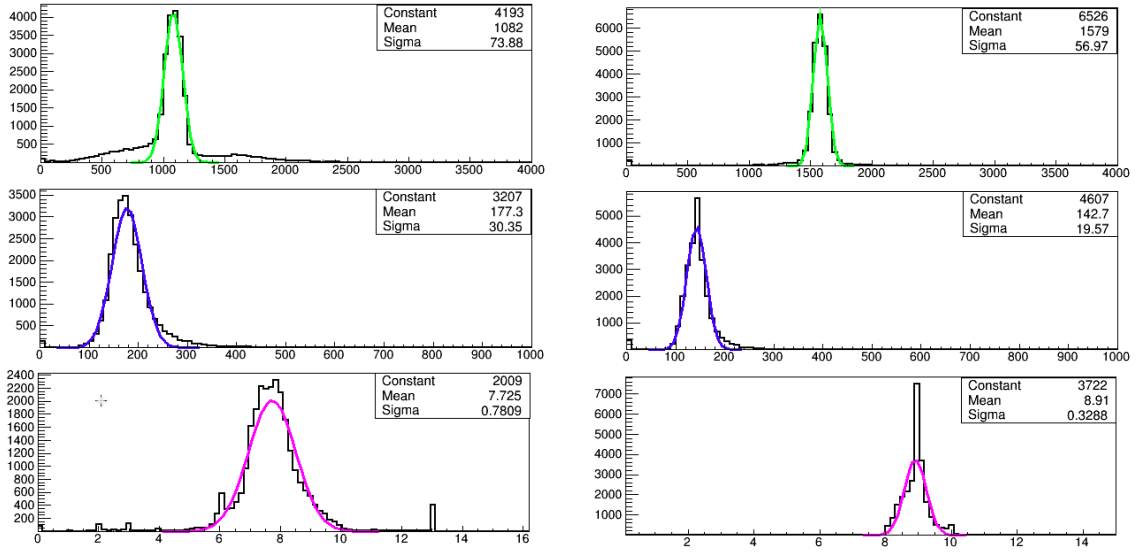 4000
3500
3000
2500
2000
1500
1000
500
0 500 1000 1500 2000 2500 3000 3500 4000
Constant 4193
Mean 1082
Sigma 73.88
6000
5000
4000
3000
2000
1000
0 500 1000 1500 2000 2500 3000 3500 4000
Constant 6526
Mean 1579
Sigma 56.97
3500
3000
2500
2000
1500
1000
500
0 100 200 300 400 500 600 700 800 900 1000
Constant 3207
Mean 177.3
Sigma 30.35
5000
4000
3000
2000
1000
0 100 200 300 400 500 600 700 800 900 1000
Constant 4607
Mean 142.7
Sigma 19.57
2400
2200
2000
1800
1600
1400
1200
1000
800
600
400
200
0 2 4 6 8 10 12 14 16
Constant 2009
Mean 7.725
Sigma 0.7809
7000
6000
5000
4000
3000
2000
1000
2 4 6 8 10 12 14
Constant 3722
Mean 8.91
Sigma 0.3288